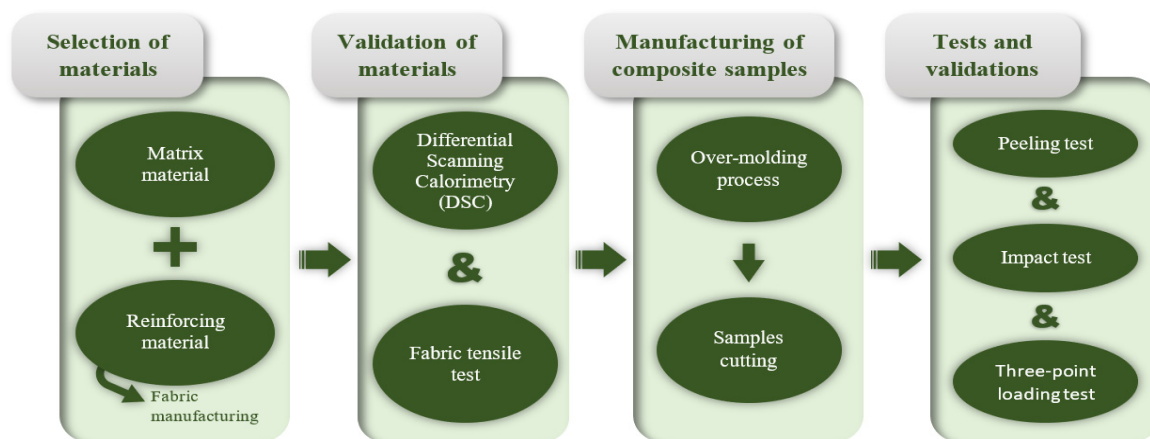 Selection of
materials
Matrix
material
Reinforcing
material
Fabric
manufacturing
Validation of
materials
Differential
Scanning
Calorimetry
(DSC)
&
Fabric tensile
test
Manufacturing of
composite samples
Over-molding
process
Samples
cutting
Tests and
validations
Peeling test
&
Impact test
&
Three-point
loading test